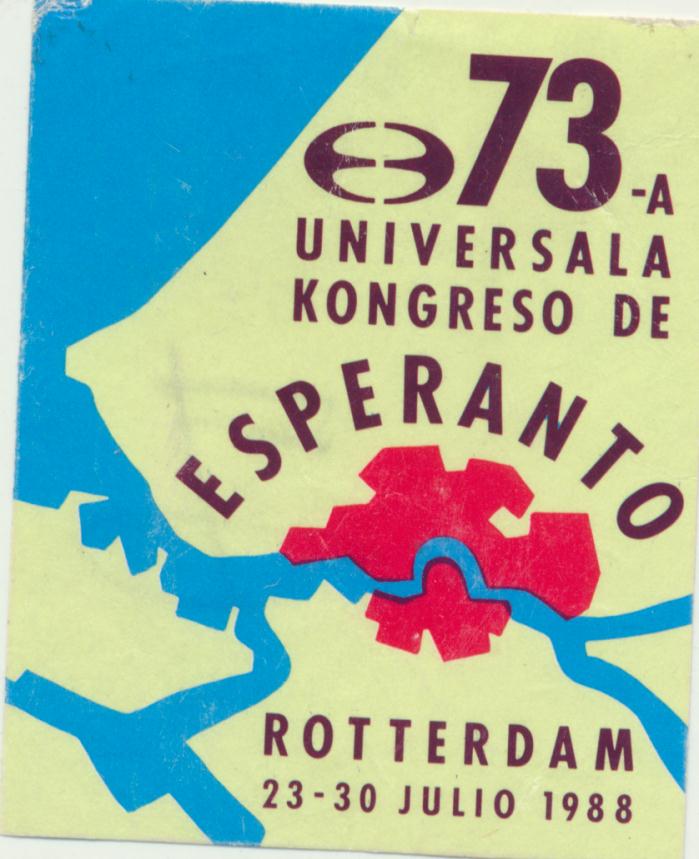 73-A
UNIVERSALA
KONGRESO DE
ESPERANTO
ROTTERDAM
23-30 JULIO 1988